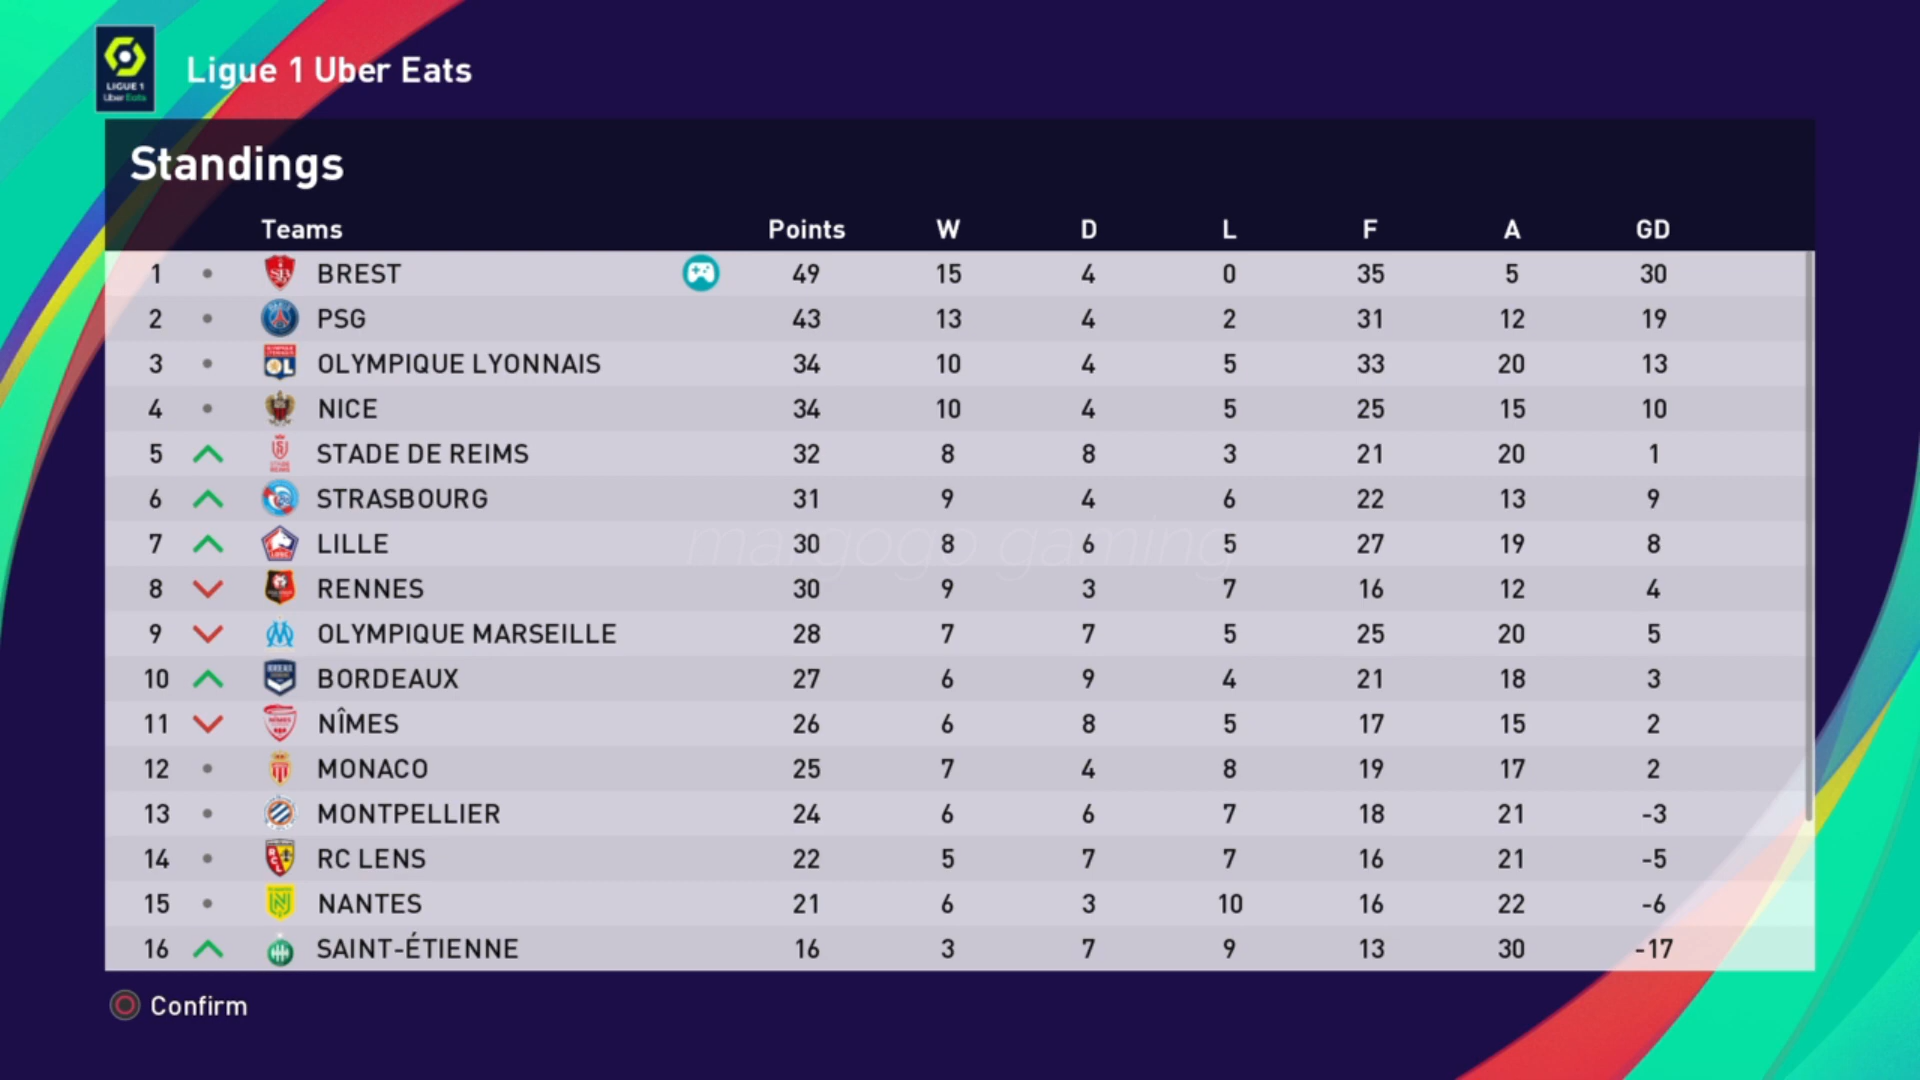 LIGUE 1
Uber Eats
Ligue 1 Uber Eats
Standings
Teams Points W D L F A GD
1 BREST 49 15 4 0 35 5 30
2 PSG 43 13 4 2 31 12 19
3 OLYMPIQUE LYONNAIS 34 10 4 5 33 20 13
4 NICE 34 10 4 5 25 15 10
5 STADE DE REIMS 32 8 8 3 21 20 1
6 STRASBOURG 31 9 4 6 22 13 9
7 LILLE 30 8 6 5 27 19 8
8 RENNES 30 9 3 7 16 12 4
9 OLYMPIQUE MARSEILLE 28 7 7 5 25 20 5
10 BORDEAUX 27 6 9 4 21 18 3
11 NÎMES 26 6 8 5 17 15 2
12 MONACO 25 7 4 8 19 17 2
13 MONTPELLIER 24 6 6 7 18 21 -3
14 RC LENS 22 5 7 7 16 21 -5
15 NANTES 21 6 3 10 16 22 -6
16 SAINT-ÉTIENNE 16 3 7 9 13 30 -17
margogo gaming
Confirm